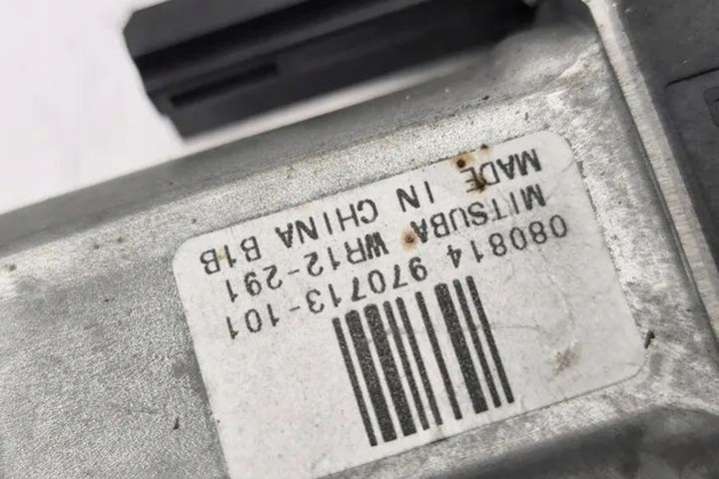 080814 970713-101
MITSUBA WR12-291
MADE IN CHINA B1B